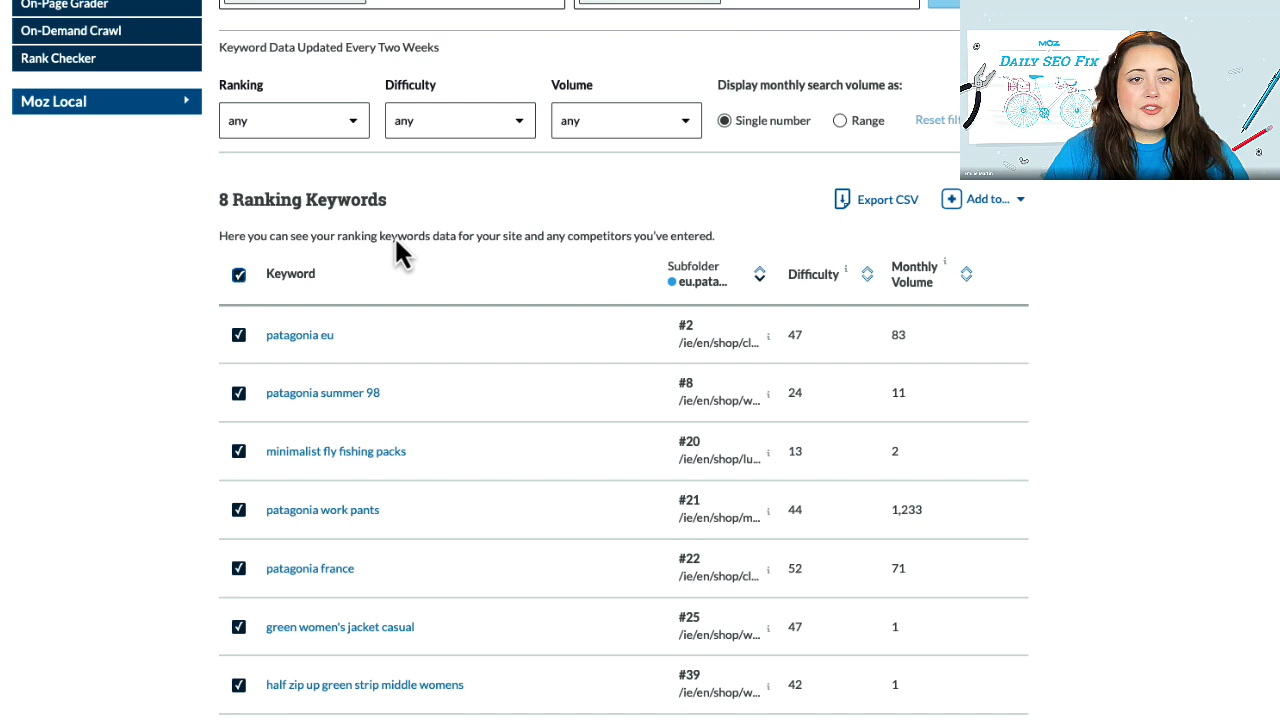 On-Page Grader
On-Demand Crawl
Rank Checker
Moz Local
Keyword Data Updated Every Two Weeks
Ranking Difficulty Volume Display monthly search volume as:
any any any Single number Range Reset filt
MOZ
DAILY SEO FIX
8 Ranking Keywords
Export CSV Add to...
Here you can see your ranking keywords data for your site and any competitors you've entered.
Keyword Subfolder eu.pata... Difficulty Monthly Volume
patagonia eu #2 /ie/en/shop/cl... 47 83
patagonia summer 98 #8 /ie/en/shop/w... 24 11
minimalist fly fishing packs #20 /ie/en/shop/lu... 13 2
patagonia work pants #21 /ie/en/shop/m... 44 1,233
patagonia france #22 /ie/en/shop/cl... 52 71
green women's jacket casual #25 /ie/en/shop/w... 47 1
half zip up green strip middle womens #39 /ie/en/shop/w... 42 1